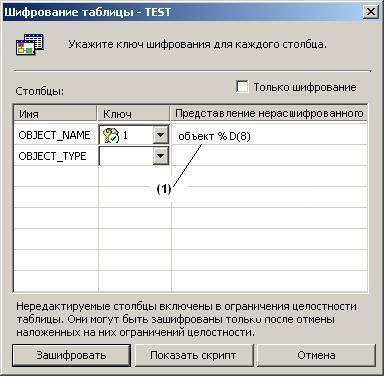 Шифрование таблицы - TEST
Укажите ключ шифрования для каждого столбца.
Только шифрование
Столбцы:
Имя Ключ Представление нерасшифрованного
OBJECT_NAME 1 объект % D(8)
OBJECT_TYPE
(1)
Нередактируемые столбцы включены в ограничения целостности
таблицы. Они могут быть зашифрованы только после отмены
наложенных на них ограничений целостности.
Зашифровать Показать скрипт Отмена